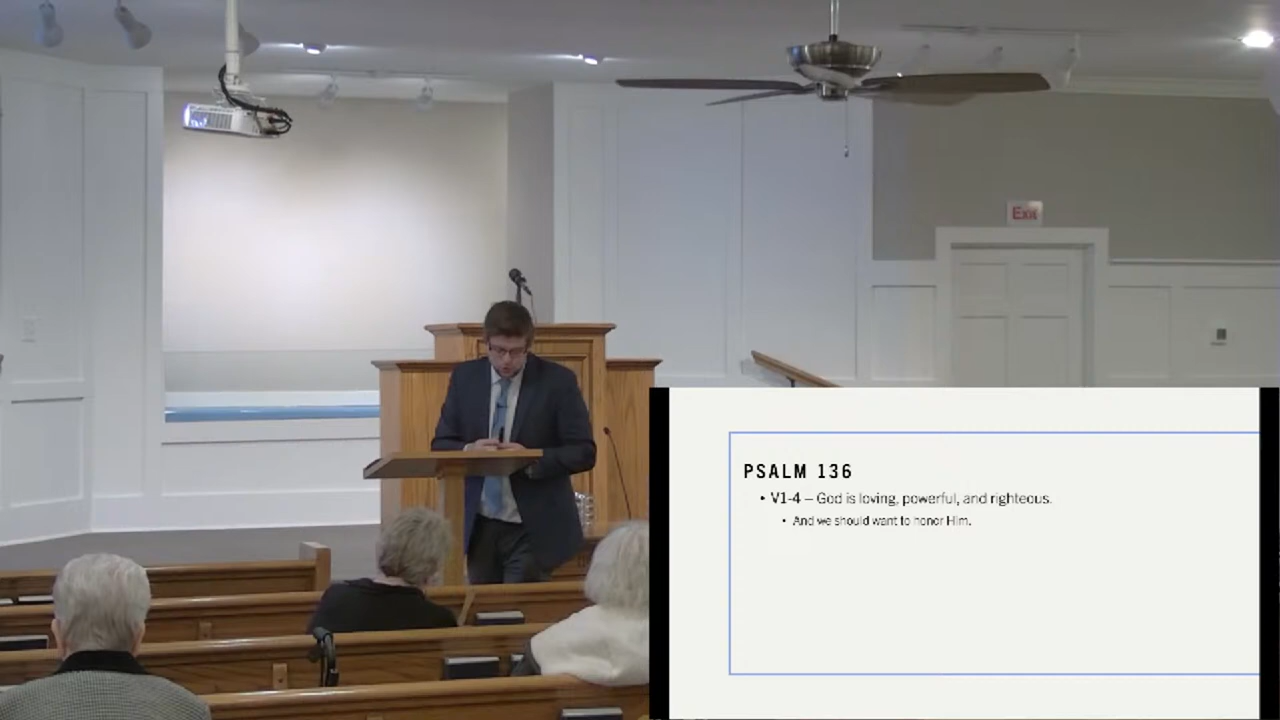 Exit
PSALM 136
• V1-4 – God is loving, powerful, and righteous.
• And we should want to honor Him.